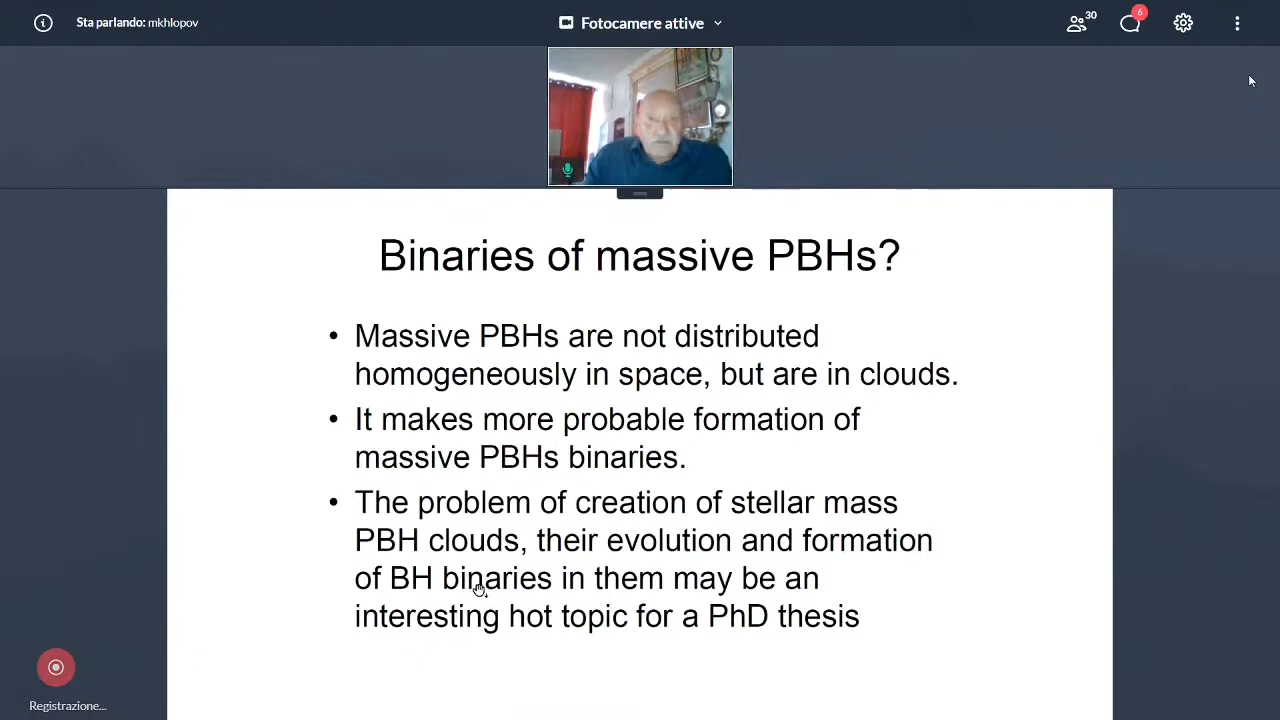 Sta parlando: mkhlopov
Fotocamere attive
30
6
Binaries of massive PBHs?
• Massive PBHs are not distributed
homogeneously in space, but are in clouds.
• It makes more probable formation of
massive PBHs binaries.
• The problem of creation of stellar mass
PBH clouds, their evolution and formation
of BH binaries in them may be an
interesting hot topic for a PhD thesis
Registrazione...